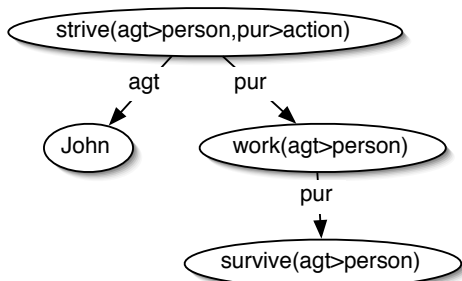 strive(agt>person,pur>action)
agt pur
John work(agt>person)
pur
survive(agt>person)